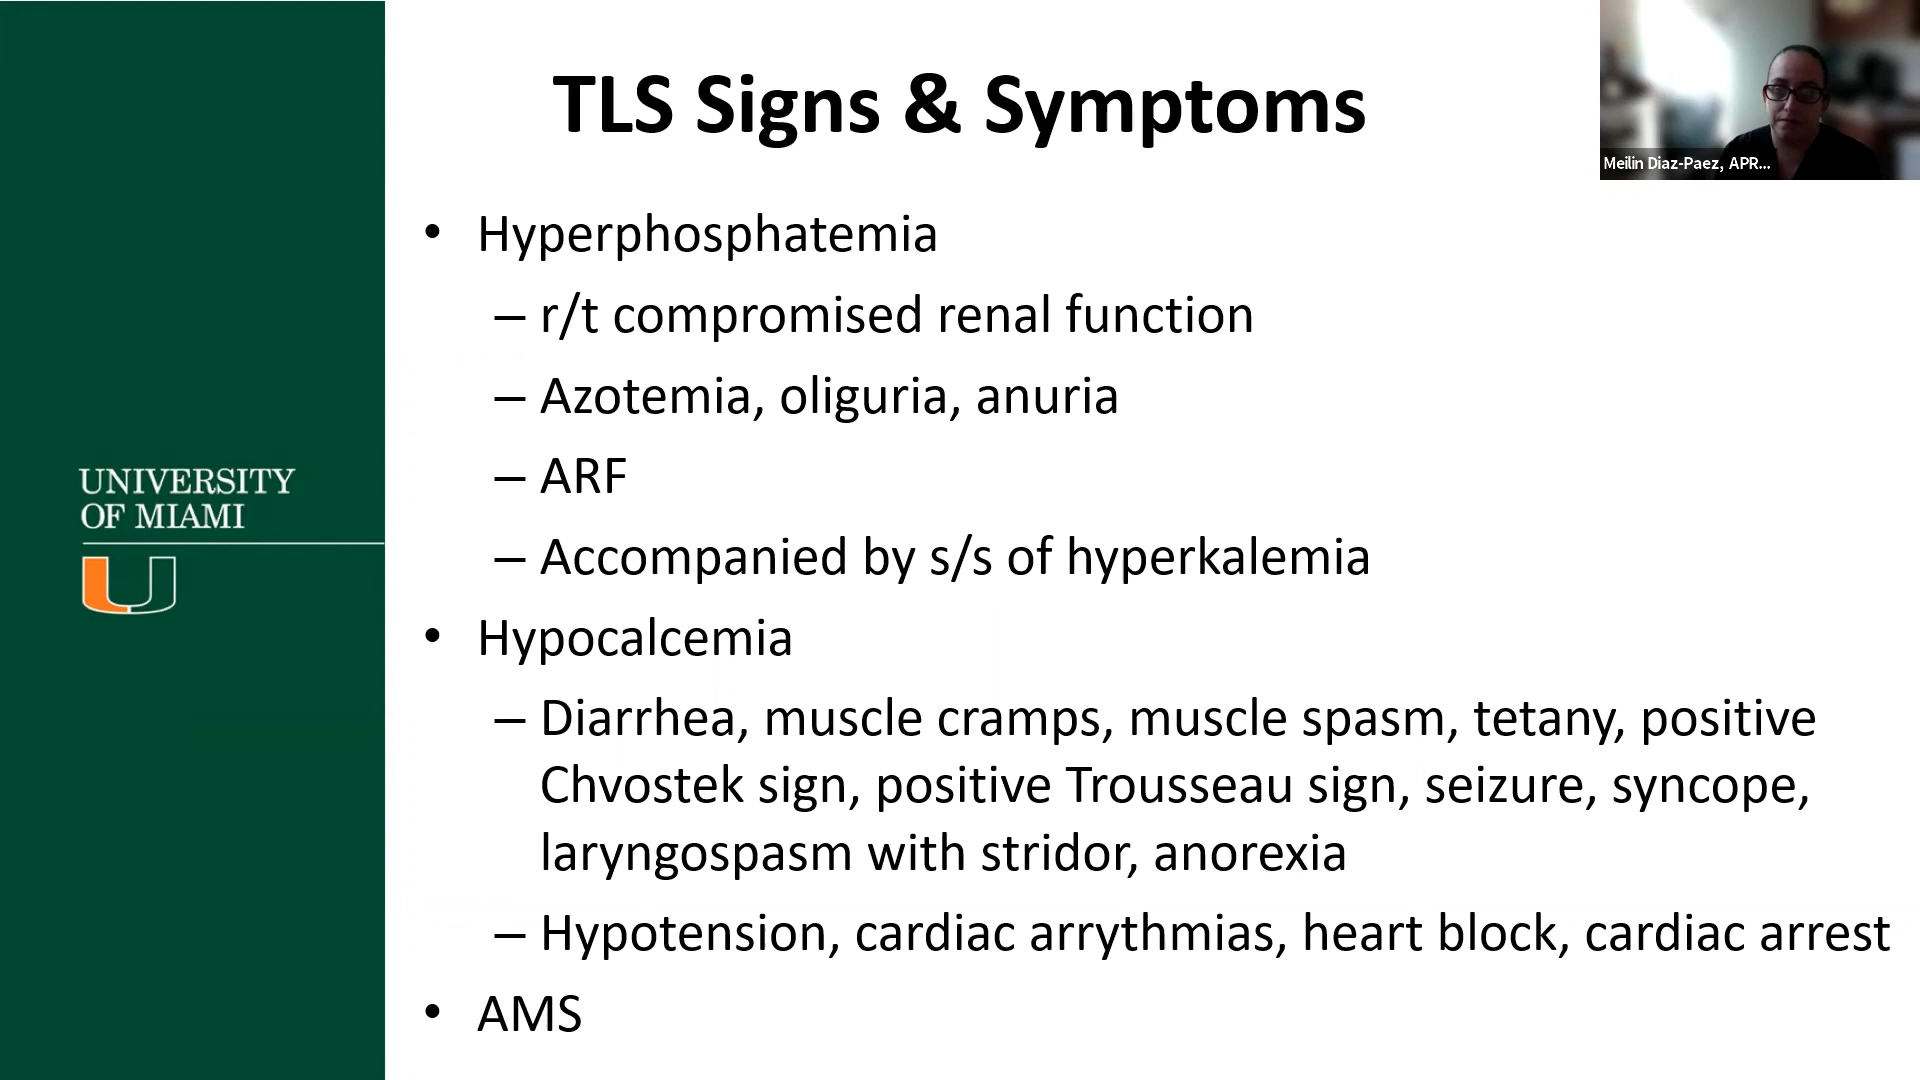 TLS Signs & Symptoms
Meilin Diaz-Paez, APR...
• Hyperphosphatemia
– r/t compromised renal function
– Azotemia, oliguria, anuria
– ARF
– Accompanied by s/s of hyperkalemia
• Hypocalcemia
– Diarrhea, muscle cramps, muscle spasm, tetany, positive
Chvostek sign, positive Trousseau sign, seizure, syncope,
laryngospasm with stridor, anorexia
– Hypotension, cardiac arrythmias, heart block, cardiac arrest
• AMS
UNIVERSITY
OF MIAMI
U